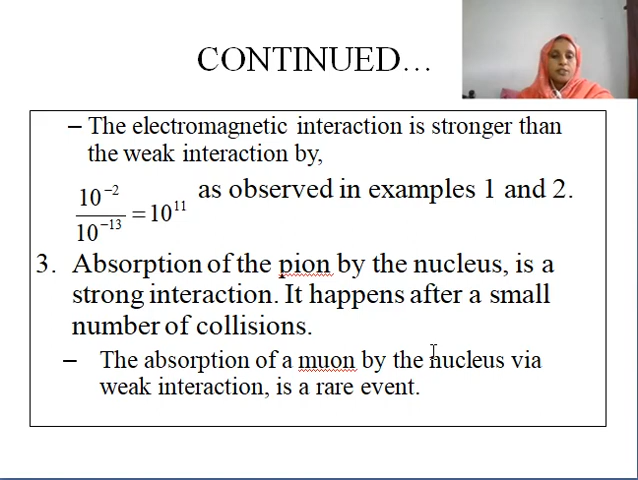 CONTINUED...
– The electromagnetic interaction is stronger than
the weak interaction by,
10⁻² / 10⁻¹³ = 10¹¹ as observed in examples 1 and 2.
3. Absorption of the pion by the nucleus, is a
strong interaction. It happens after a small
number of collisions.
– The absorption of a muon by the nucleus via
weak interaction, is a rare event.